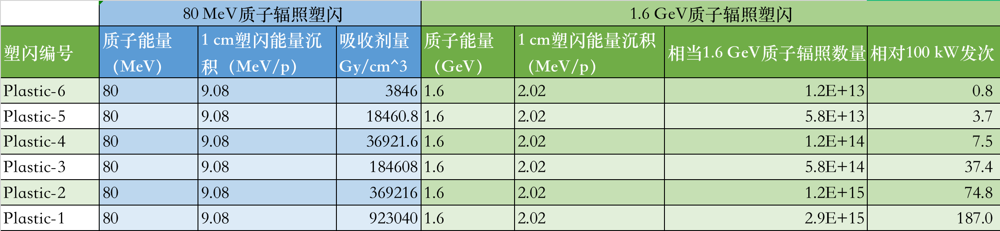 80 MeV质子辐照塑闪 1.6 GeV质子辐照塑闪
塑闪编号 质子能量（MeV） 1 cm塑闪能量沉积（MeV/p） 吸收剂量Gy/cm^3 质子能量（GeV） 1 cm塑闪能量沉积（MeV/p） 相当1.6 GeV质子辐照数量 相对100 kW发次
Plastic-6 80 9.08 3846 1.6 2.02 1.2E+13 0.8
Plastic-5 80 9.08 18460.8 1.6 2.02 5.8E+13 3.7
Plastic-4 80 9.08 36921.6 1.6 2.02 1.2E+14 7.5
Plastic-3 80 9.08 184608 1.6 2.02 5.8E+14 37.4
Plastic-2 80 9.08 369216 1.6 2.02 1.2E+15 74.8
Plastic-1 80 9.08 923040 1.6 2.02 2.9E+15 187.0